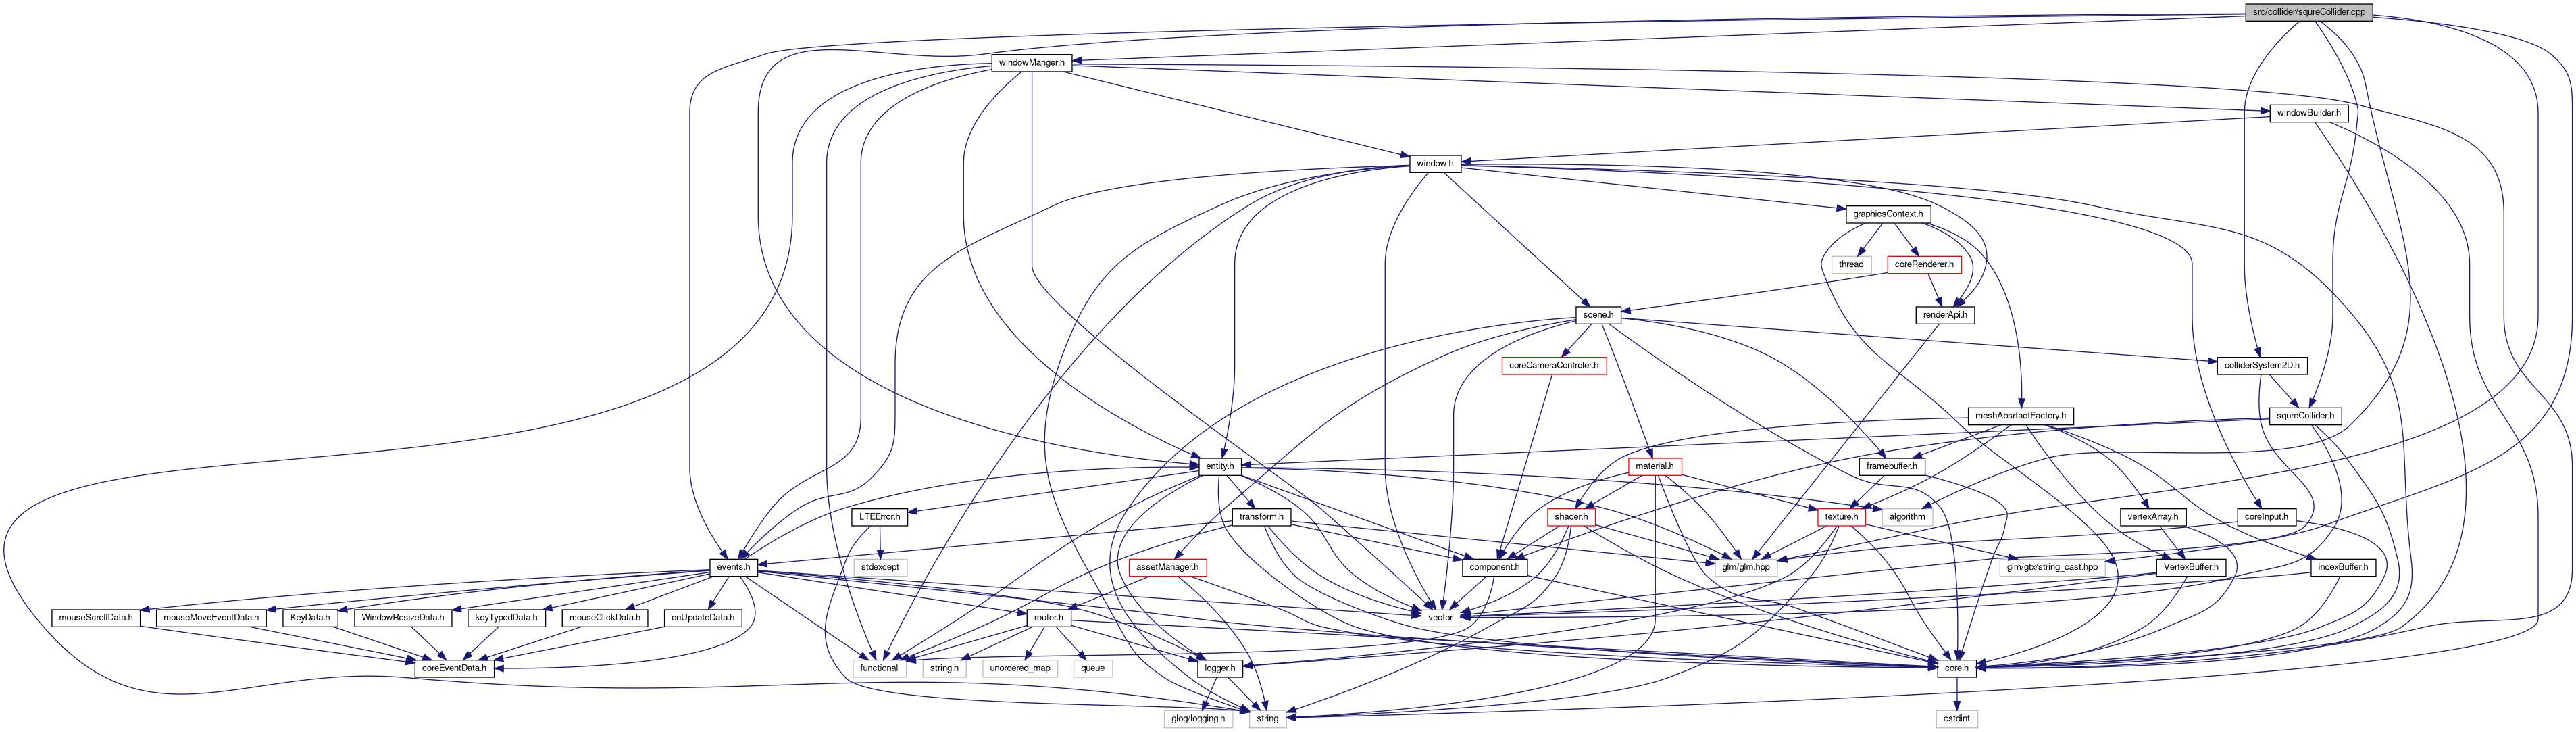 src/collider/squreCollider.cpp
windowManger.h
windowBuilder.h
window.h
graphicsContext.h
thread
coreRenderer.h
scene.h
renderApi.h
coreCameraControler.h
colliderSystem2D.h
meshAbsrtactFactory.h
squreCollider.h
entity.h
material.h
framebuffer.h
LTEError.h
transform.h
shader.h
texture.h
algorithm
vertexArray.h
coreInput.h
events.h
stdexcept
assetManager.h
component.h
glm/glm.hpp
glm/gtx/string_cast.hpp
VertexBuffer.h
indexBuffer.h
mouseScrollData.h
mouseMoveEventData.h
KeyData.h
WindowResizeData.h
keyTypedData.h
mouseClickData.h
onUpdateData.h
router.h
vector
coreEventData.h
functional
string.h
unordered_map
queue
logger.h
core.h
glog/logging.h
string
cstdint